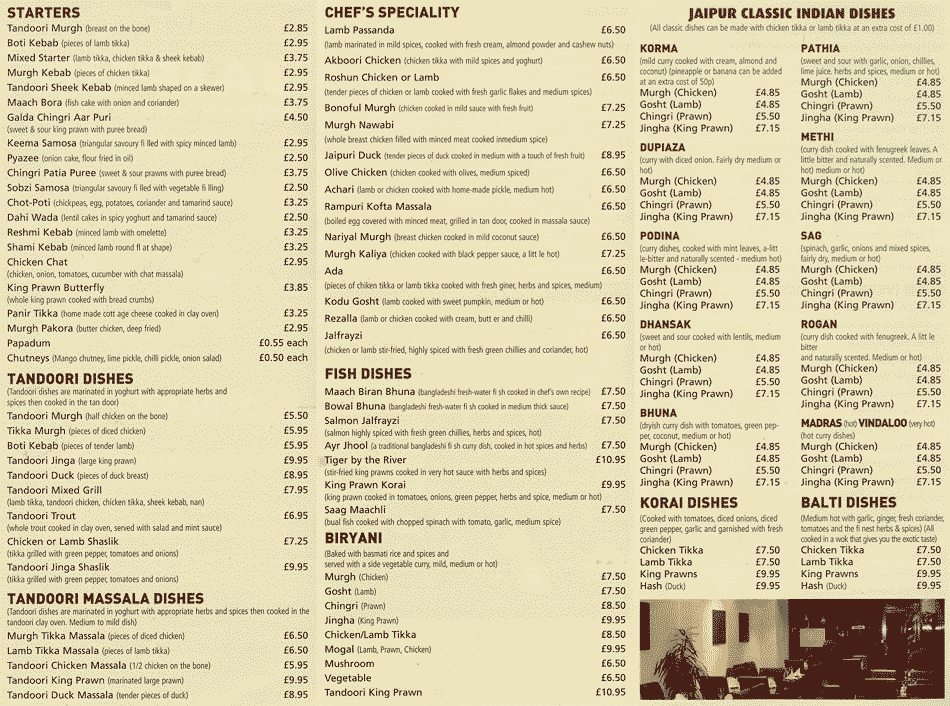 STARTERS
Tandoori Murgh (breast on the bone) £2.85
Boti Kebab (pieces of lamb tikka) £2.95
Mixed Starter (lamb tikka, chicken tikka & sheek kebab) £3.75
Murgh Kebab (pieces of chicken tikka) £2.95
Tandoori Sheek Kebab (minced lamb shaped on a skewer) £2.95
Maach Bora (fish cake with onion and coriander) £3.75
Galda Chingri Aar Puri £4.50
(sweet & sour king prawn with puree bread)
Keema Samosa (triangular savoury fi lled with spicy minced lamb) £2.95
Pyazee (onion cake, flour fried in oil) £2.50
Chingri Patia Puree (sweet & sour prawns with puree bread) £3.75
Sobzi Samosa (triangular savoury fi lled with vegetable fi lling) £2.50
Chot-Poti (chickpeas, egg, potatoes, coriander and tamarind sauce) £3.25
Dahi Wada (lentil cakes in spicy yoghurt and tamarind sauce) £2.50
Reshmi Kebab (minced lamb with omelette) £3.25
Shami Kebab (minced lamb round fl at shape) £3.25
Chicken Chat £2.95
(chicken, onion, tomatoes, cucumber with chat massala)
King Prawn Butterfly £3.85
(whole king prawn cooked with bread crumbs)
Panir Tikka (home made cott age cheese cooked in clay oven) £3.25
Murgh Pakora (butter chicken, deep fried) £2.95
Papadum £0.55 each
Chutneys (Mango chutney, lime pickle, chilli pickle, onion salad) £0.50 each
TANDOORI DISHES
(Tandoori dishes are marinated in yoghurt with appropriate herbs and
spices then cooked in the tan door)
Tandoori Murgh (half chicken on the bone) £5.50
Tikka Murgh (pieces of diced chicken) £5.95
Boti Kebab (pieces of tender lamb) £5.95
Tandoori Jinga (large king prawn) £9.95
Tandoori Duck (pieces of duck breast) £8.95
Tandoori Mixed Grill £7.95
(lamb tikka, tandoori chicken, chicken tikka, sheek kebab, nan)
Tandoori Trout £6.95
(whole trout cooked in clay oven, served with salad and mint sauce)
Chicken or Lamb Shaslik £7.25
(tikka grilled with green pepper, tomatoes and onions)
Tandoori Jinga Shaslik £9.95
(tikka grilled with green pepper, tomatoes and onions)
TANDOORI MASSALA DISHES
(Tandoori dishes are marinated in yoghurt with appropriate herbs and spices then cooked in the
tandoori clay oven. Medium to mild dish)
Murgh Tikka Massala (pieces of diced chicken) £6.50
Lamb Tikka Massala (pieces of lamb tikka) £6.50
Tandoori Chicken Massala (1/2 chicken on the bone) £5.95
Tandoori King Prawn (marinated large prawn) £9.95
Tandoori Duck Massala (tender pieces of duck) £8.95
CHEF'S SPECIALITY
Lamb Passanda £6.50
(lamb marinated in mild spices, cooked with fresh cream, almond powder and cashew nuts)
Akboori Chicken (chicken tikka with mild spices and yoghurt) £6.50
Roshun Chicken or Lamb £6.50
(tender pieces of chicken or lamb cooked with fresh garlic flakes and medium spices)
Bonoful Murgh (chicken cooked in mild sauce with fresh fruit) £7.25
Murgh Nawabi £7.25
(whole breast chicken filled with minced meat cooked inmedium spice)
Jaipuri Duck (tender pieces of duck cooked in medium with a touch of fresh fruit) £8.95
Olive Chicken (chicken cooked with olives, medium spiced) £6.50
Achari (lamb or chicken cooked with home-made pickle, medium hot) £6.50
Rampuri Kofta Massala £6.50
(boiled egg covered with minced meat, grilled in tan door, cooked in massala sauce)
Nariyal Murgh (breast chicken cooked in mild coconut sauce) £6.50
Murgh Kaliya (chicken cooked with black pepper sauce, a litt le hot) £7.25
Ada £6.50
(pieces of chiken tikka or lamb tikka cooked with fresh giner, herbs and spices, medium)
Kodu Gosht (lamb cooked with sweet pumpkin, medium or hot) £6.50
Rezalla (lamb or chicken cooked with cream, butt er and chilli) £6.50
Jalfrayzi £6.50
(chicken or lamb stir-fried, highly spiced with fresh green chillies and coriander, hot)
FISH DISHES
Maach Biran Bhuna (bangladeshi fresh-water fi sh cooked in chef's own recipe) £7.50
Bowal Bhuna (bangladeshi fresh-water fi sh cooked in medium thick sauce) £7.50
Salmon Jalfrayzi £7.50
(salmon highly spiced with fresh green chillies, herbs and spices, hot)
Ayr Jhool (a traditional bangladeshi fi sh curry dish, cooked in hot spices and herbs) £7.50
Tiger by the River £10.95
(stir-fried king prawns cooked in very hot sauce with herbs and spices)
King Prawn Korai £9.95
(king prawn cooked in tomatoes, onions, green pepper, herbs and spice, medium or hot)
Saag Maachli £7.50
(bual fish cooked with chopped spinach with tomato, garlic, medium spice)
BIRYANI
(Baked with basmati rice and spices and
served with a side vegetable curry, mild, medium or hot)
Murgh (Chicken) £7.50
Gosht (Lamb) £7.50
Chingri (Prawn) £8.50
Jingha (King Prawn) £9.95
Chicken/Lamb Tikka £8.50
Mogal (Lamb, Prawn, Chicken) £9.95
Mushroom £6.50
Vegetable £6.50
Tandoori King Prawn £10.95
JAIPUR CLASSIC INDIAN DISHES
(All classic dishes can be made with chicken tikka or lamb tikka at an extra cost of £1.00)
KORMA
(mild curry cooked with cream, almond and
coconut) (pineapple or banana can be added
at an extra cost of 50p)
Murgh (Chicken) £4.85
Gosht (Lamb) £4.85
Chingri (Prawn) £5.50
Jingha (King Prawn) £7.15
DUPIAZA
(curry with diced onion. Fairly dry medium or
hot)
Murgh (Chicken) £4.85
Gosht (Lamb) £4.85
Chingri (Prawn) £5.50
Jingha (King Prawn) £7.15
PODINA
(curry dishes, cooked with mint leaves, a-litt
le-bitter and naturally scented - medium hot)
Murgh (Chicken) £4.85
Gosht (Lamb) £4.85
Chingri (Prawn) £5.50
Jingha (King Prawn) £7.15
DHANSAK
(sweet and sour cooked with lentils, medium
or hot)
Murgh (Chicken) £4.85
Gosht (Lamb) £4.85
Chingri (Prawn) £5.50
Jingha (King Prawn) £7.15
BHUNA
(dryish curry dish with tomatoes, green pep-
per, coconut, medium or hot)
Murgh (Chicken) £4.85
Gosht (Lamb) £4.85
Chingri (Prawn) £5.50
Jingha (King Prawn) £7.15
KORAI DISHES
(Cooked with tomatoes, diced onions, diced
green pepper, garlic and garnished with fresh
coriander)
Chicken Tikka £7.50
Lamb Tikka £7.50
King Prawns £9.95
Hash (Duck) £9.95
PATHIA
(sweet and sour with garlic, onion, chillies,
lime juice. herbs and spices, medium or hot)
Murgh (Chicken) £4.85
Gosht (Lamb) £4.85
Chingri (Prawn) £5.50
Jingha (King Prawn) £7.15
METHI
(curry dish cooked with fenugreek leaves. A
little bitter and naturally scented. Medium or
hot) medium or hot)
Murgh (Chicken) £4.85
Gosht (Lamb) £4.85
Chingri (Prawn) £5.50
Jingha (King Prawn) £7.15
SAG
(spinach, garlic, onions and mixed spices,
fairly dry, medium or hot)
Murgh (Chicken) £4.85
Gosht (Lamb) £4.85
Chingri (Prawn) £5.50
Jingha (King Prawn) £7.15
ROGAN
(curry dish cooked with fenugreek. A litt le
bitter
and naturally scented. Medium or hot)
Murgh (Chicken) £4.85
Gosht (Lamb) £4.85
Chingri (Prawn) £5.50
Jingha (King Prawn) £7.15
MADRAS (hot) VINDALOO (very hot)
(hot curry dishes)
Murgh (Chicken) £4.85
Gosht (Lamb) £4.85
Chingri (Prawn) £5.50
Jingha (King Prawn) £7.15
BALTI DISHES
(Medium hot with garlic, ginger, fresh coriander,
tomatoes and the fi nest herbs & spices) (All
cooked in a wok that gives you the exotic taste)
Chicken Tikka £7.50
Lamb Tikka £7.50
King Prawns £9.95
Hash (Duck) £9.95